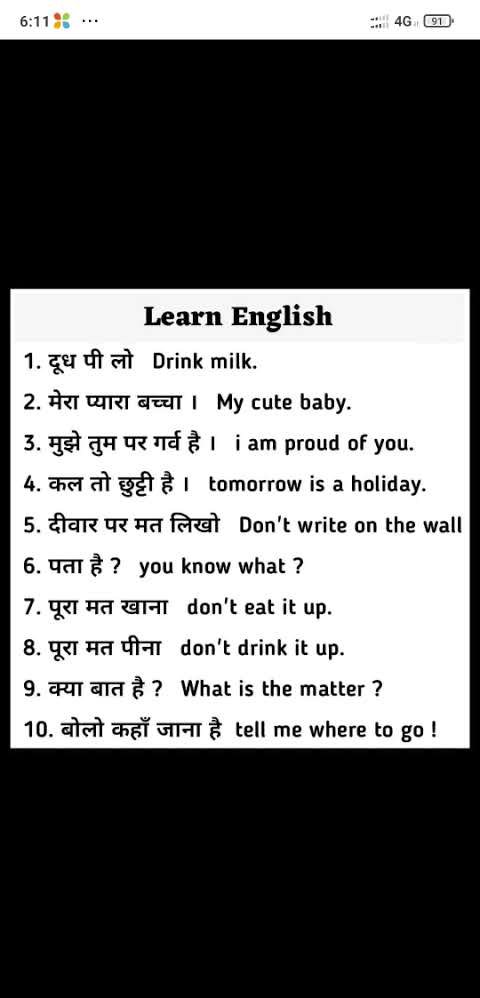 6:11 ... 4G 91
Learn English
1. दूध पी लो Drink milk.
2. मेरा प्यारा बच्चा । My cute baby.
3. मुझे तुम पर गर्व है । i am proud of you.
4. कल तो छुट्टी है । tomorrow is a holiday.
5. दीवार पर मत लिखो Don't write on the wall
6. पता है ? you know what ?
7. पूरा मत खाना don't eat it up.
8. पूरा मत पीना don't drink it up.
9. क्या बात है ? What is the matter ?
10. बोलो कहाँ जाना है tell me where to go !